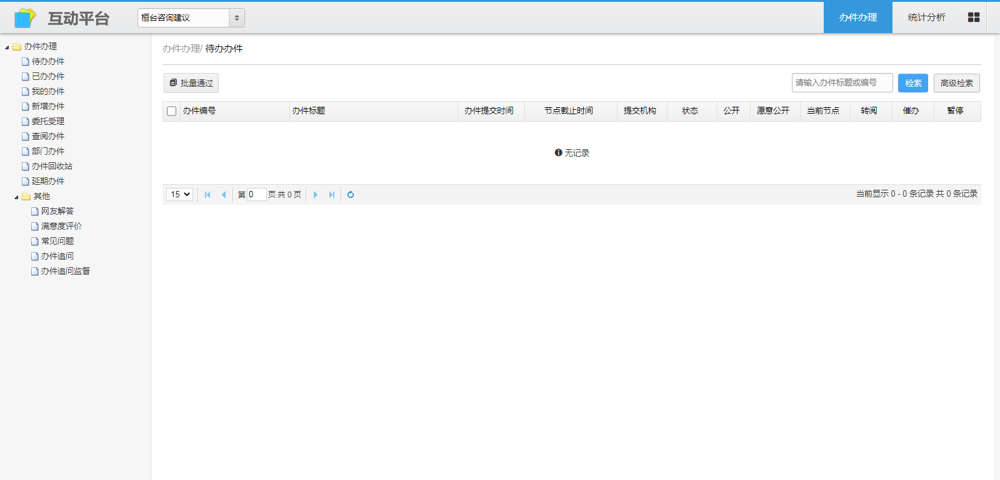 互动平台
桓台咨询建议
办件办理
统计分析
办件办理
待办办件
已办办件
我的办件
新增办件
委托受理
查阅办件
部门办件
办件回收站
延期办件
其他
网友解答
满意度评价
常见问题
办件追问
办件追问监督
办件办理/ 待办办件
批量通过
请输入办件标题或编号
检索
高级检索
办件编号 办件标题 办件提交时间 节点截止时间 提交机构 状态 公开 愿意公开 当前节点 转阅 催办 暂停
无记录
15 第 0 页 共 0 页
当前显示 0 - 0 条记录 共 0 条记录